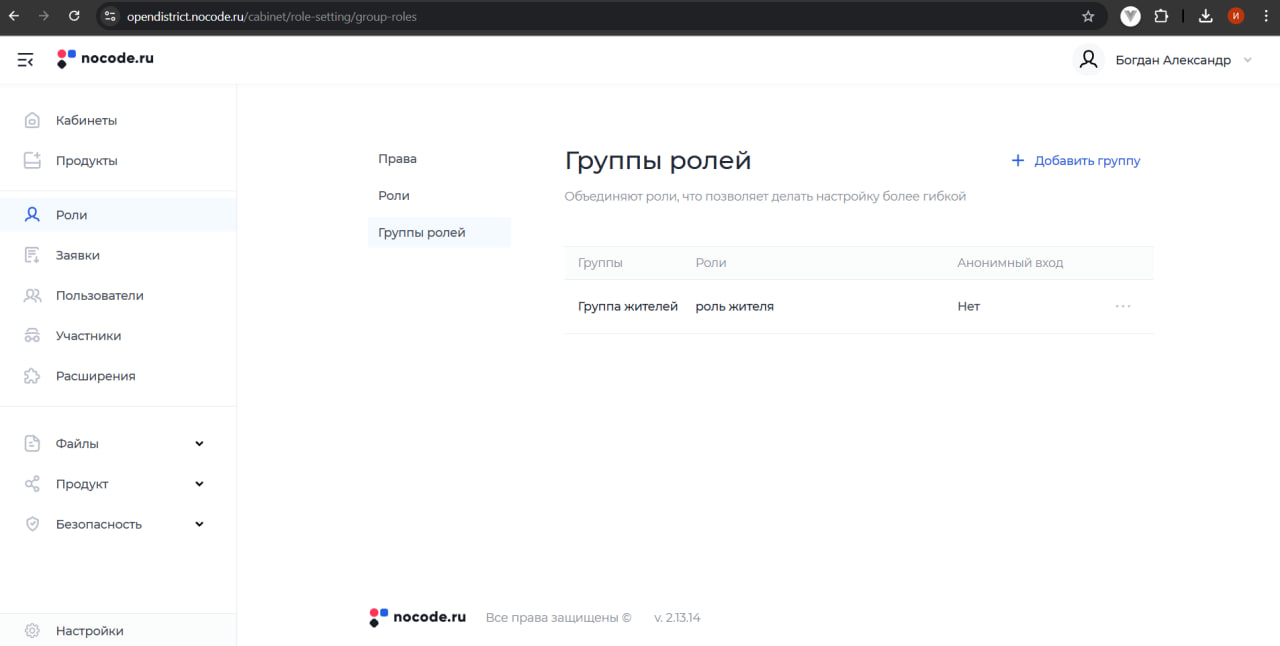 opendistrict.nocode.ru/cabinet/role-setting/group-roles
И
nocode.ru
Богдан Александр
Кабинеты
Продукты
Роли
Заявки
Пользователи
Участники
Расширения
Файлы
Продукт
Безопасность
Настройки
Права
Роли
Группы ролей
Группы ролей
Добавить группу
Объединяют роли, что позволяет делать настройку более гибкой
Группы Роли Анонимный вход
Группа жителей роль жителя Нет
nocode.ru Все права защищены © v. 2.13.14